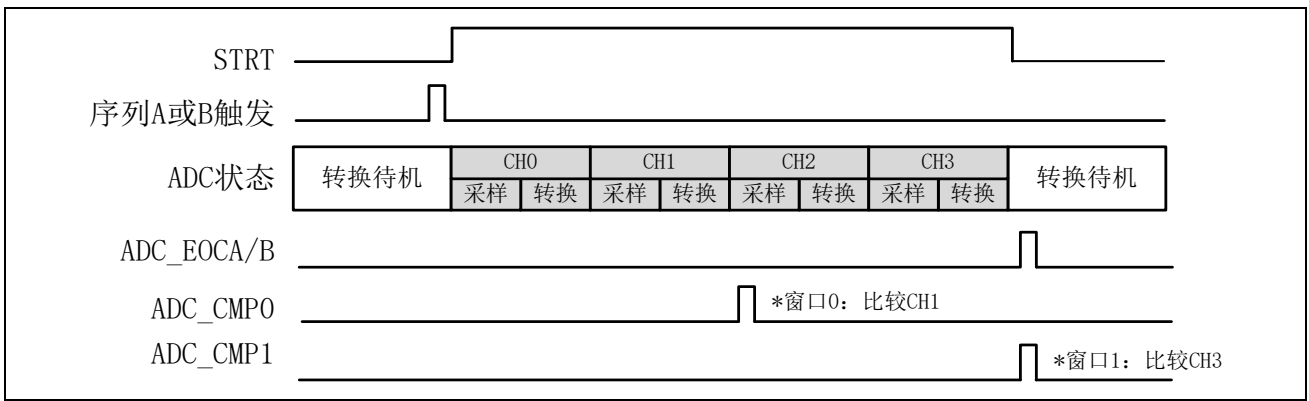 STRT
序列A或B触发
ADC状态 转换待机 CH0 CH1 CH2 CH3 转换待机
采样 转换 采样 转换 采样 转换 采样 转换
ADC_EOCA/B
ADC_CMP0 *窗口0: 比较CH1
ADC_CMP1 *窗口1: 比较CH3